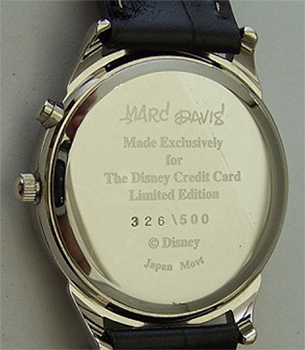 MARC DAVIS
Made Exclusively
for
The Disney Credit Card
Limited Edition
326\500
© Disney
Japan Movt